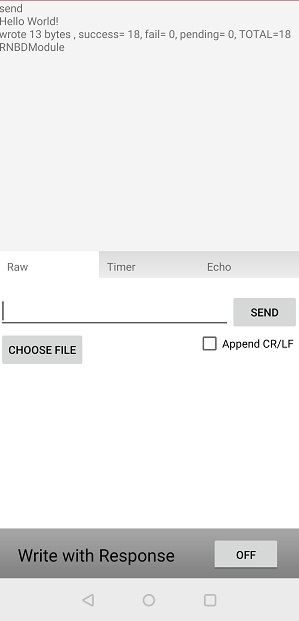 send
Hello World!
wrote 13 bytes , success= 18, fail= 0, pending= 0, TOTAL=18
RNBDModule
Raw
Timer
Echo
SEND
CHOOSE FILE
Append CR/LF
Write with Response
OFF